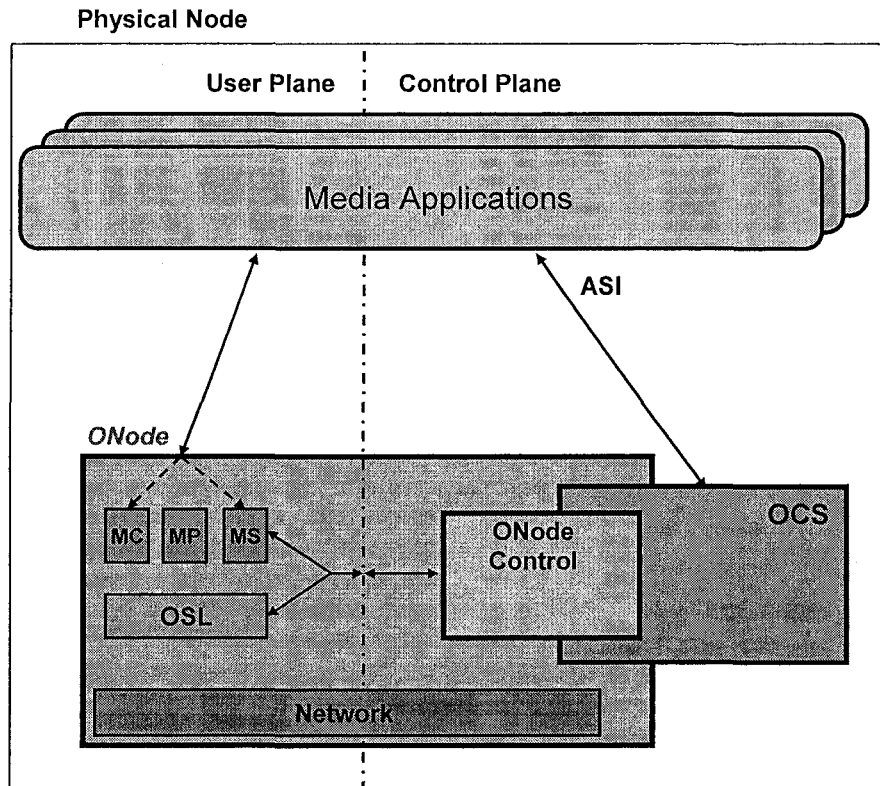 Physical Node
User Plane
Control Plane
Media Applications
ASI
ONode
MC
MP
MS
OSL
ONode
Control
OCS
Network